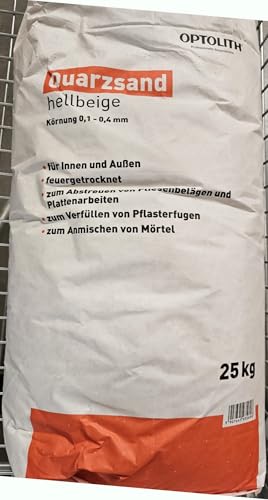 OPTOLITH
Quarzsand
hellbeige
Körnung 0,1 - 0,4 mm
• für Innen und Außen
• feuergetrocknet
• zum Abstreuen von Fliesenbelägen und
Plattenarbeiten
• zum Verfüllen von Pflasterfugen
• zum Anmischen von Mörtel
25 kg